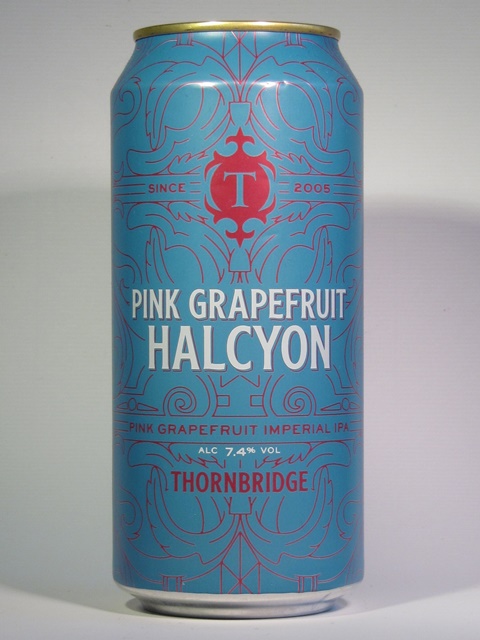 SINCE T 2005
PINK GRAPEFRUIT
HALCYON
PINK GRAPEFRUIT IMPERIAL IPA
ALC 7.4% VOL
THORNBRIDGE